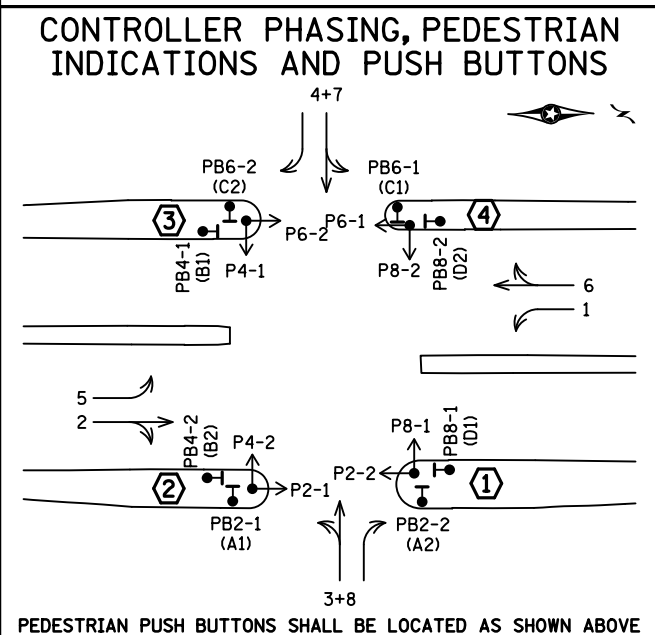 CONTROLLER PHASING, PEDESTRIAN
INDICATIONS AND PUSH BUTTONS
4+7
PB6-2
(C2)
PB6-1
(C1)
3
4
P6-2
P6-1
PB4-1
(B1)
P4-1
P8-2
PB8-2
(D2)
6
1
5
2
PB4-2
(B2)
P4-2
P8-1
PB8-1
(D1)
P2-2
2
P2-1
1
PB2-1
(A1)
PB2-2
(A2)
3+8
PEDESTRIAN PUSH BUTTONS SHALL BE LOCATED AS SHOWN ABOVE